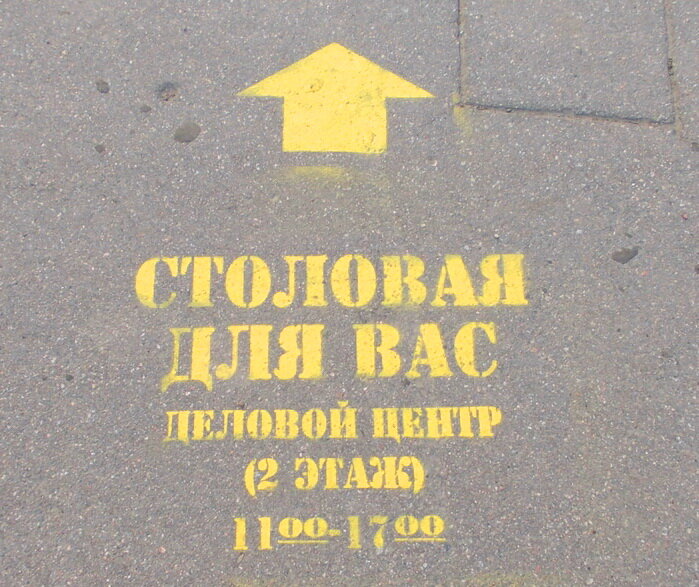 СТОЛОВАЯ
ДЛЯ ВАС
ДЕЛОВОЙ ЦЕНТР
(2 ЭТАЖ)
1100-1700